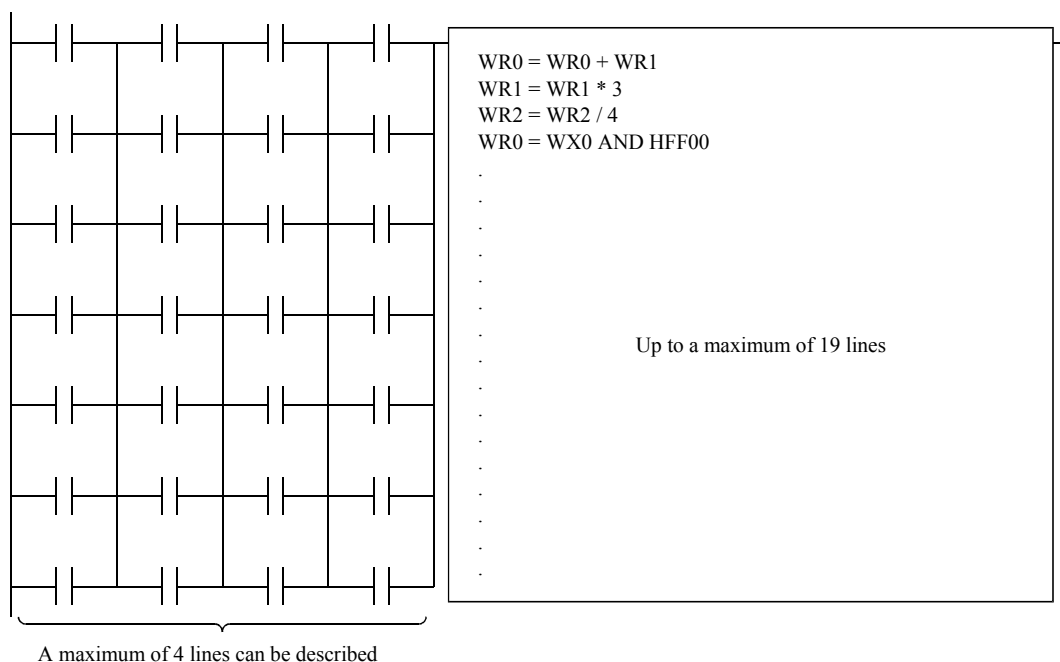 WR0 = WR0 + WR1
WR1 = WR1 * 3
WR2 = WR2 / 4
WR0 = WX0 AND HFF00
.
.
.
.
.
.
.
Up to a maximum of 19 lines
.
.
.
.
.
.
.
.
.
A maximum of 4 lines can be described